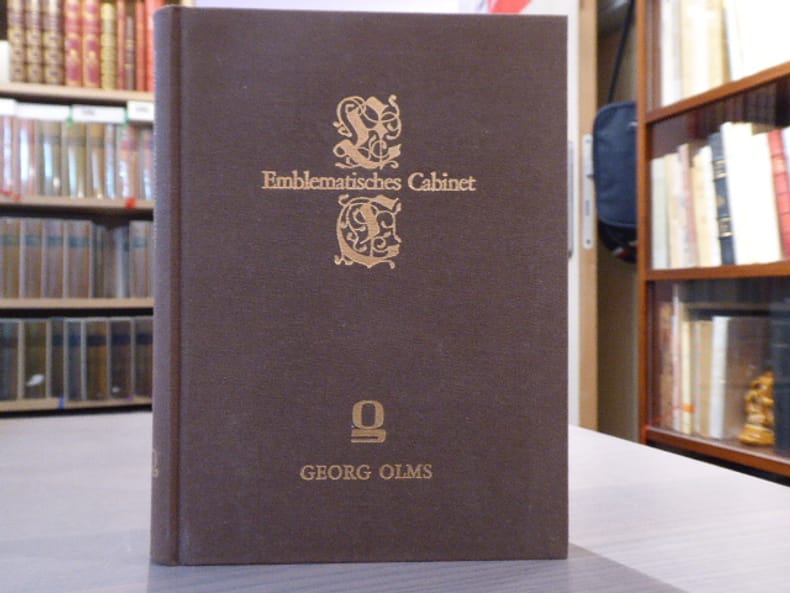 E
Emblematisches Cabinet
C
GEORG OLMS